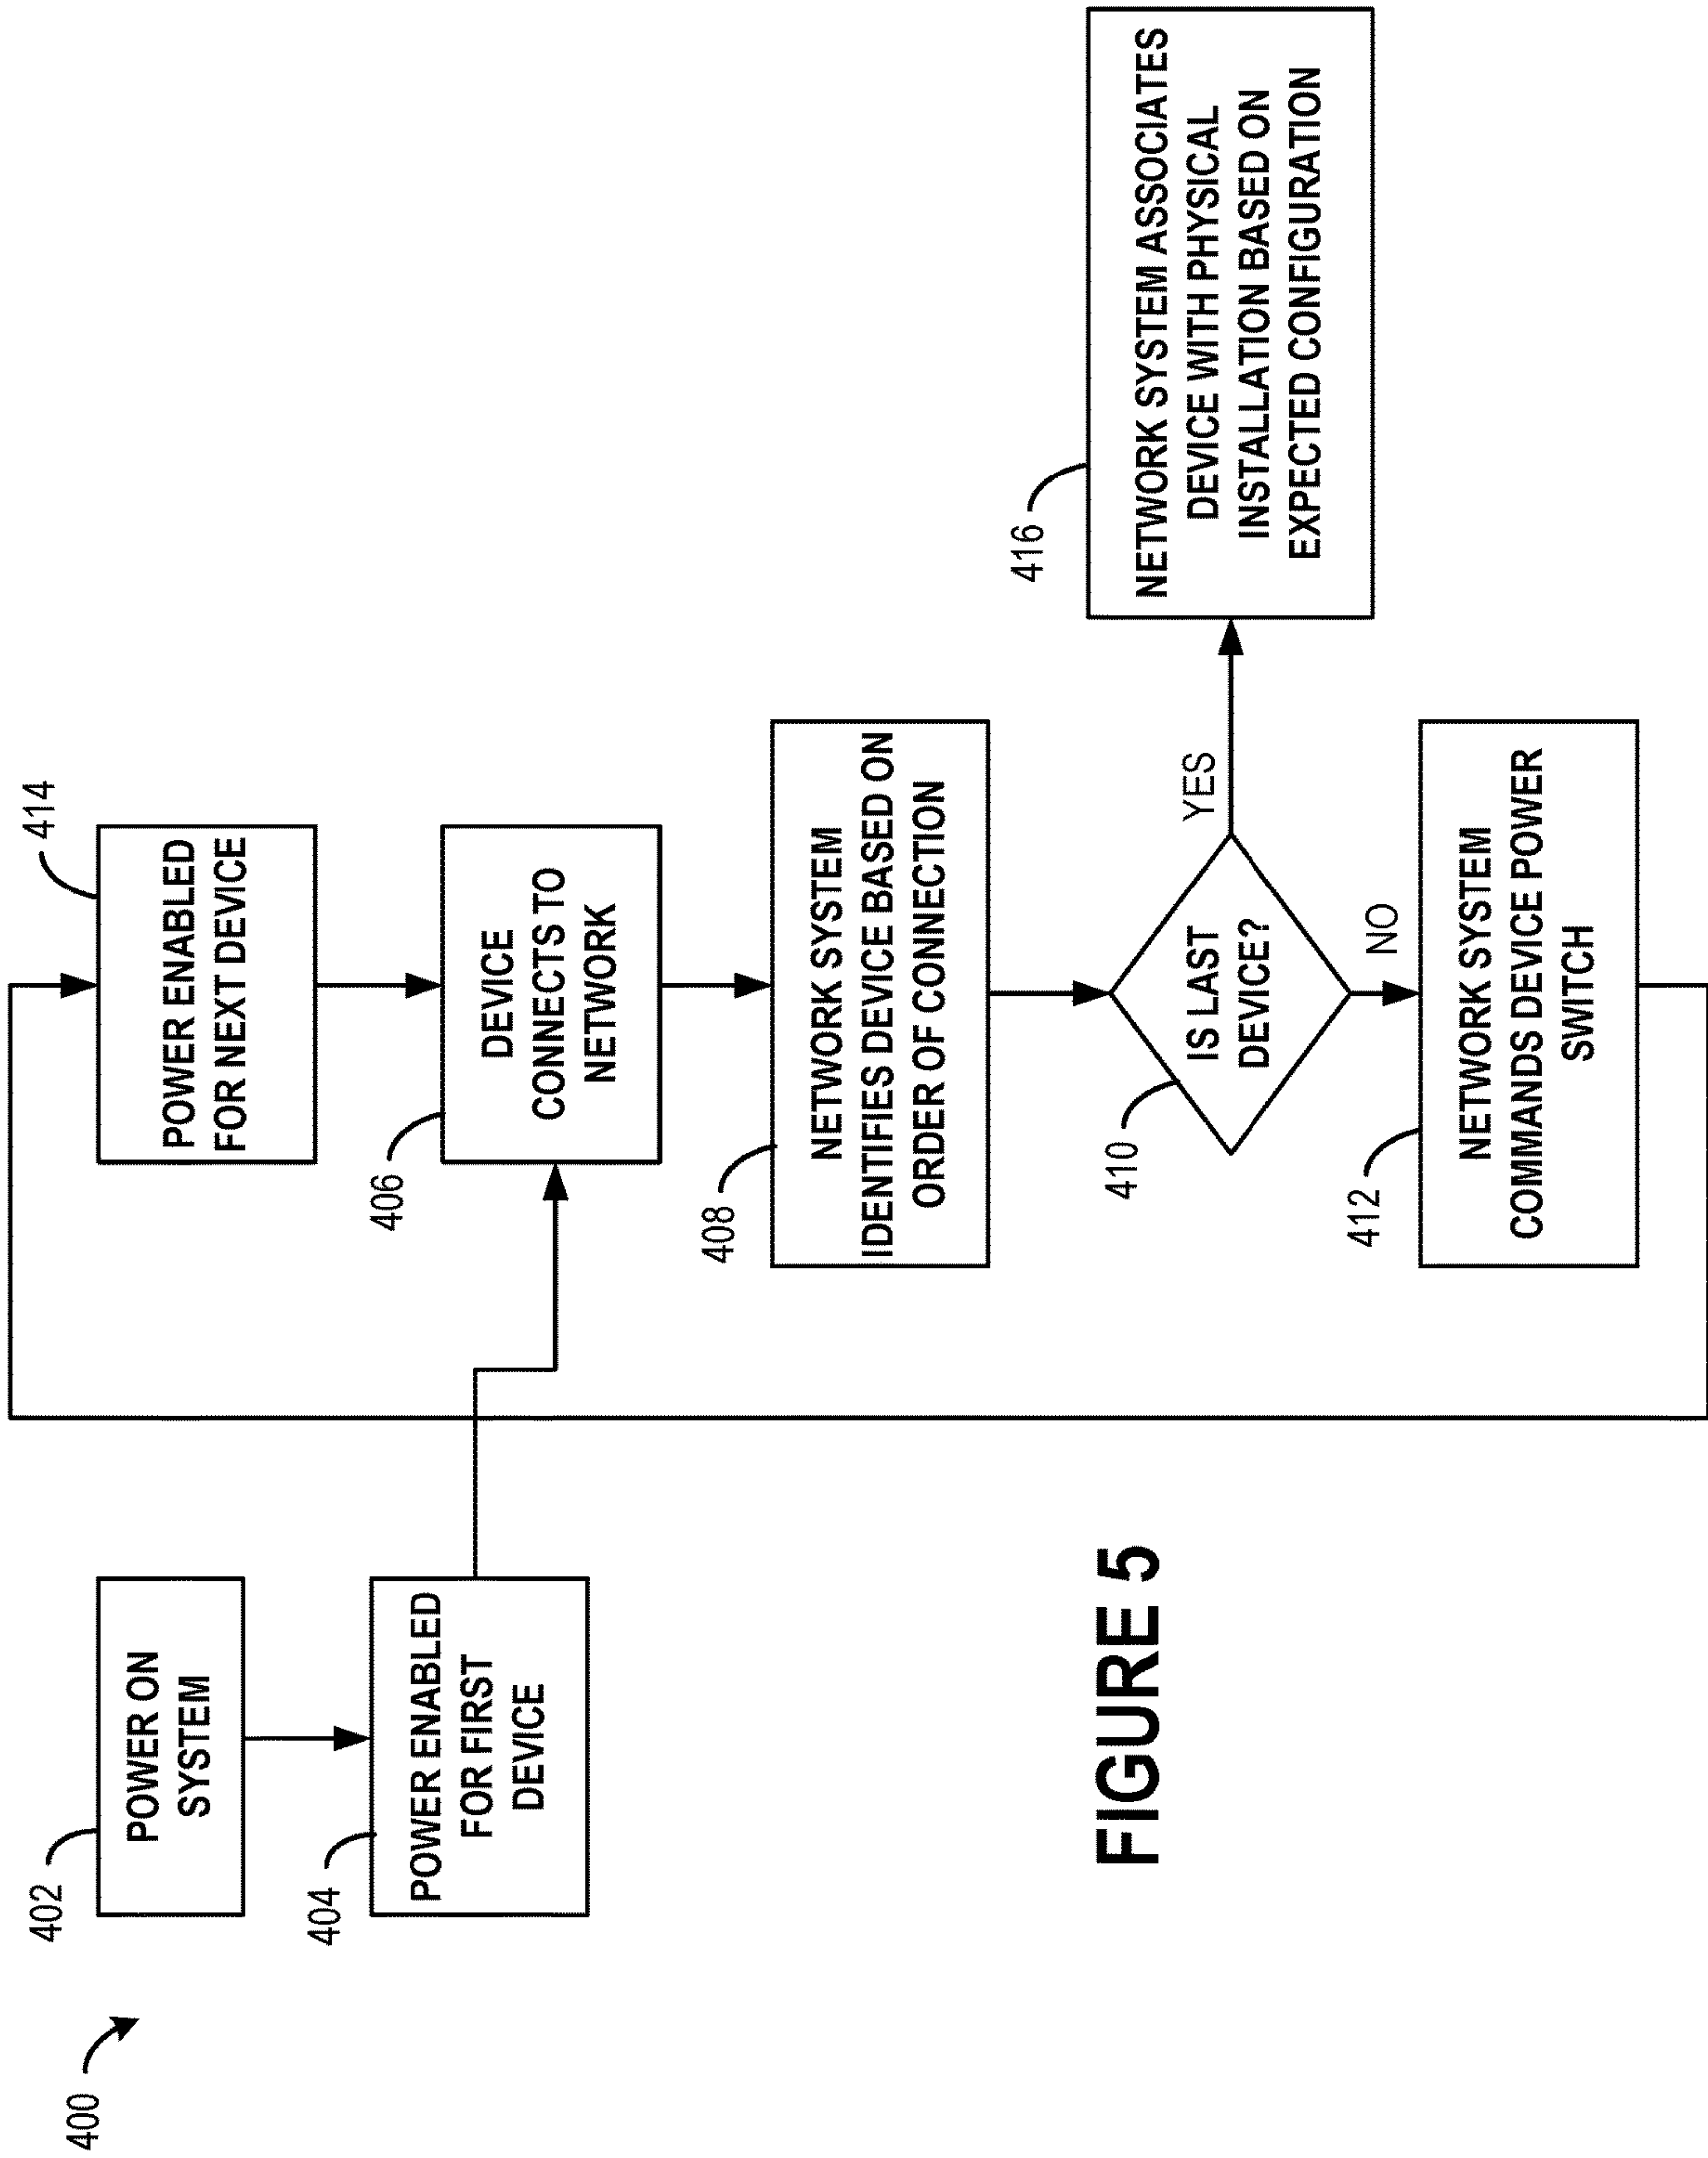 400
402
POWER ON
SYSTEM
404
POWER ENABLED
FOR FIRST
DEVICE
414
POWER ENABLED
FOR NEXT DEVICE
406
DEVICE
CONNECTS TO
NETWORK
408
NETWORK SYSTEM
IDENTIFIES DEVICE BASED ON
ORDER OF CONNECTION
410
IS LAST
DEVICE?
YES
NO
412
NETWORK SYSTEM
COMMANDS DEVICE POWER
SWITCH
416
NETWORK SYSTEM ASSOCIATES
DEVICE WITH PHYSICAL
INSTALLATION BASED ON
EXPECTED CONFIGURATION
FIGURE 5